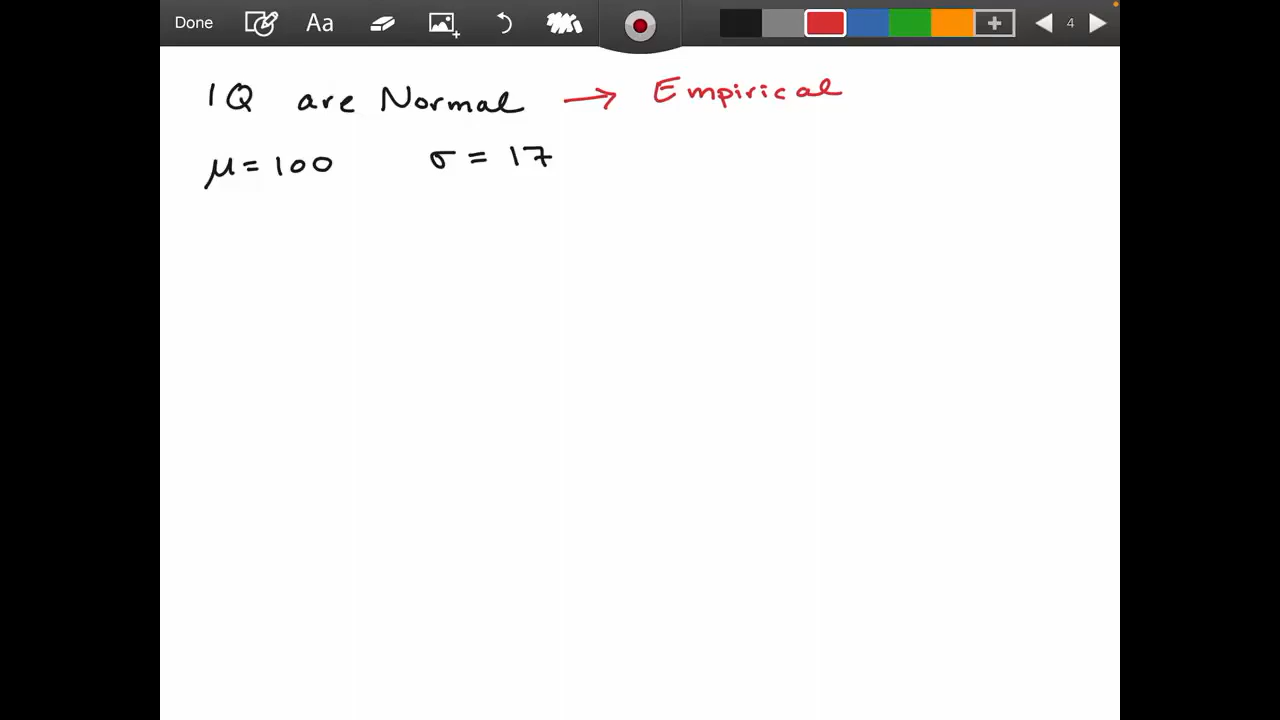 Done Aa 4
IQ are Normal → Empirical
μ = 100 σ = 17